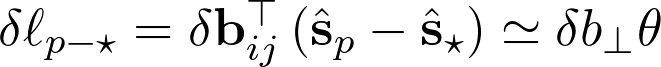 δℓ_{p−⋆} = δ𝐛_{ij}^⊤ (ŝ_p − ŝ_⋆) ≃ δb_⊥θ